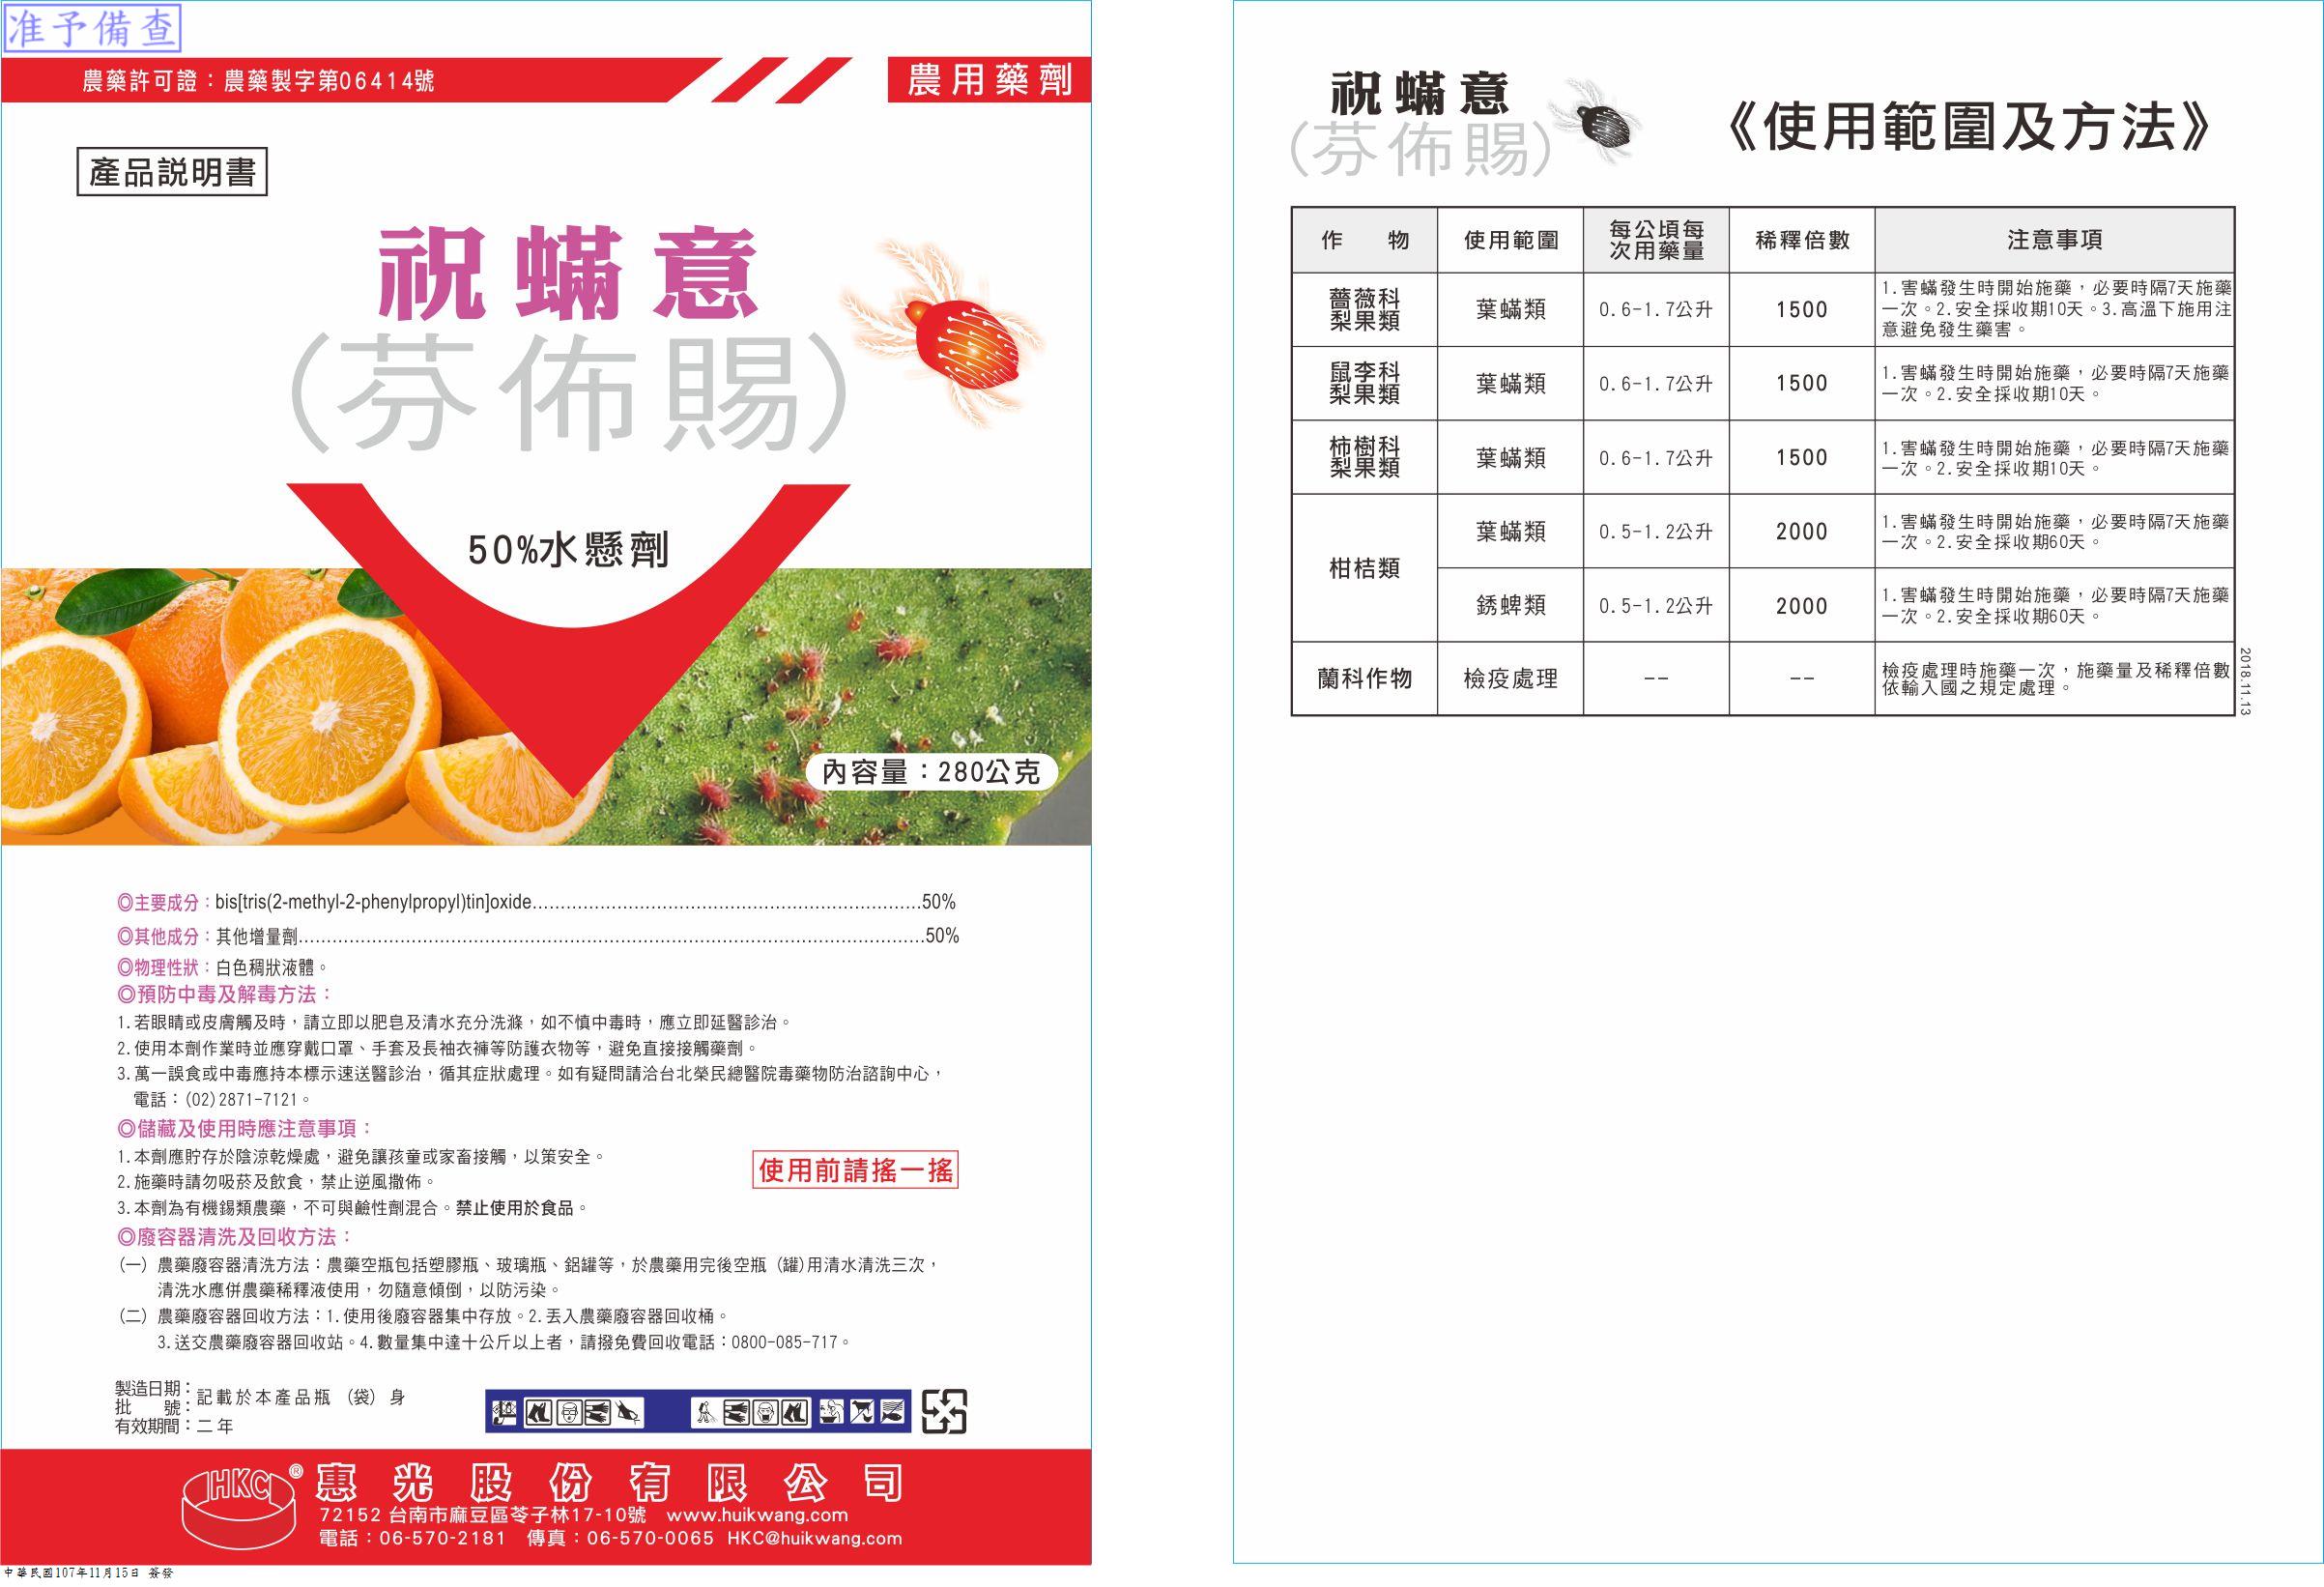 准予備查
農藥許可證：農藥製字第06414號
農用藥劑
產品説明書
祝蟎意
(芬佈賜)
50%水懸劑
內容量：280公克
◎主要成分：bis[tris(2-methyl-2-phenylpropyl)tin]oxide.....................................................................50%
◎其他成分：其他增量劑...............................................................................................................50%
◎物理性狀：白色稠狀液體。
◎預防中毒及解毒方法：
1.若眼睛或皮膚觸及時，請立即以肥皂及清水充分洗滌，如不慎中毒時，應立即延醫診治。
2.使用本劑作業時並應穿戴口罩、手套及長袖衣褲等防護衣物等，避免直接接觸藥劑。
3.萬一誤食或中毒應持本標示速送醫診治，循其症狀處理。如有疑問請洽台北榮民總醫院毒藥物防治諮詢中心，
電話：(02)2871-7121。
◎儲藏及使用時應注意事項：
1.本劑應貯存於陰涼乾燥處，避免讓孩童或家畜接觸，以策安全。
2.施藥時請勿吸菸及飲食，禁止逆風撒佈。
3.本劑為有機錫類農藥，不可與鹼性劑混合。禁止使用於食品。
使用前請搖一搖
◎廢容器清洗及回收方法：
(一) 農藥廢容器清洗方法：農藥空瓶包括塑膠瓶、玻璃瓶、鋁罐等，於農藥用完後空瓶 (罐)用清水清洗三次，
清洗水應併農藥稀釋液使用，勿隨意傾倒，以防污染。
(二) 農藥廢容器回收方法：1.使用後廢容器集中存放。2.丟入農藥廢容器回收桶。
3.送交農藥廢容器回收站。4.數量集中達十公斤以上者，請撥免費回收電話：0800-085-717。
製造日期：
批　　號：
記載於本產品瓶 (袋) 身
有效期間：二年
HKC®
惠光股份有限公司
72152 台南市麻豆區苓子林17-10號 www.huikwang.com
電話：06-570-2181 傳真：06-570-0065 HKC@huikwang.com
中華民國107年11月15日 簽發
祝蟎意
(芬佈賜)
《使用範圍及方法》
作　物 使用範圍 每公頃每次用藥量 稀釋倍數 注意事項
薔薇科梨果類 葉蟎類 0.6-1.7公升 1500 1.害蟎發生時開始施藥，必要時隔7天施藥
一次。2.安全採收期10天。3.高溫下施用注
意避免發生藥害。
鼠李科梨果類 葉蟎類 0.6-1.7公升 1500 1.害蟎發生時開始施藥，必要時隔7天施藥
一次。2.安全採收期10天。
柿樹科梨果類 葉蟎類 0.6-1.7公升 1500 1.害蟎發生時開始施藥，必要時隔7天施藥
一次。2.安全採收期10天。
柑桔類 葉蟎類 0.5-1.2公升 2000 1.害蟎發生時開始施藥，必要時隔7天施藥
一次。2.安全採收期60天。
銹蜱類 0.5-1.2公升 2000 1.害蟎發生時開始施藥，必要時隔7天施藥
一次。2.安全採收期60天。
蘭科作物 檢疫處理 -- -- 檢疫處理時施藥一次，施藥量及稀釋倍數
依輸入國之規定處理。
2018.11.13